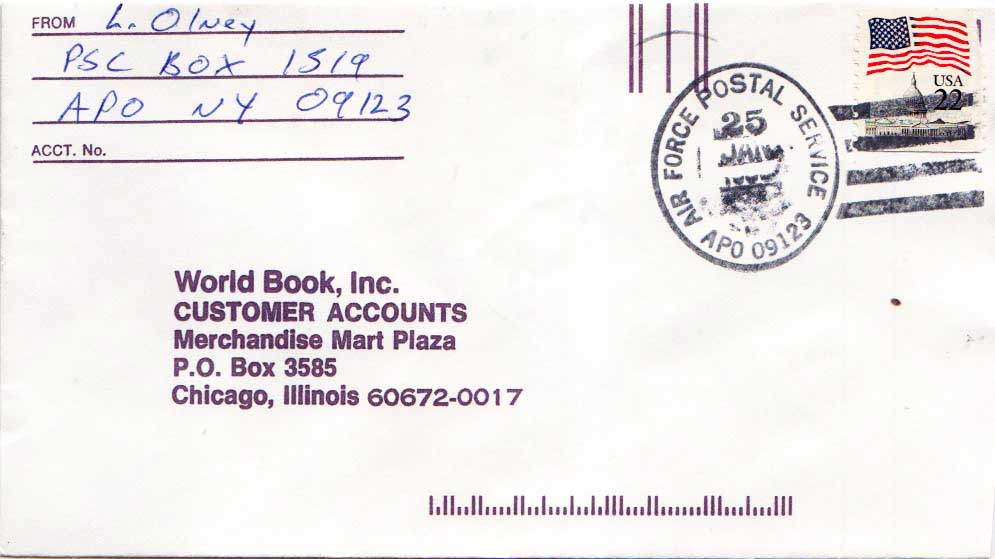 FROM L. Olney
PSC BOX 1519
APO NY 09123
ACCT. No.
AIR FORCE POSTAL SERVICE
25
JAN
APO 09123
USA
22
World Book, Inc.
CUSTOMER ACCOUNTS
Merchandise Mart Plaza
P.O. Box 3585
Chicago, Illinois 60672-0017